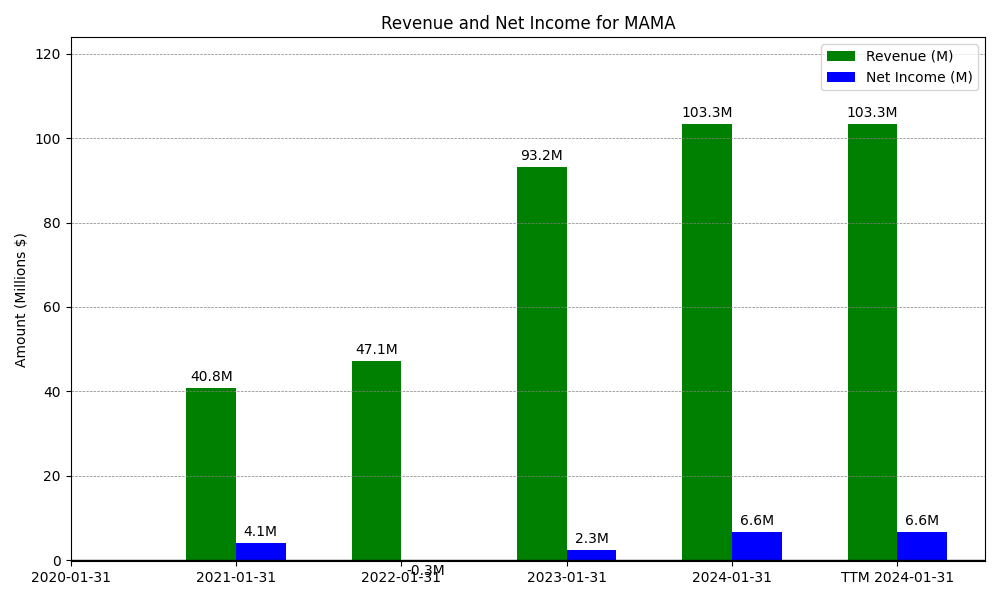 Revenue and Net Income for MAMA
Revenue (M)
Net Income (M)
Amount (Millions $)
120
100
80
60
40
20
0
40.8M
4.1M
47.1M
-0.3M
93.2M
2.3M
103.3M
6.6M
103.3M
6.6M
2020-01-31
2021-01-31
2022-01-31
2023-01-31
2024-01-31
TTM 2024-01-31